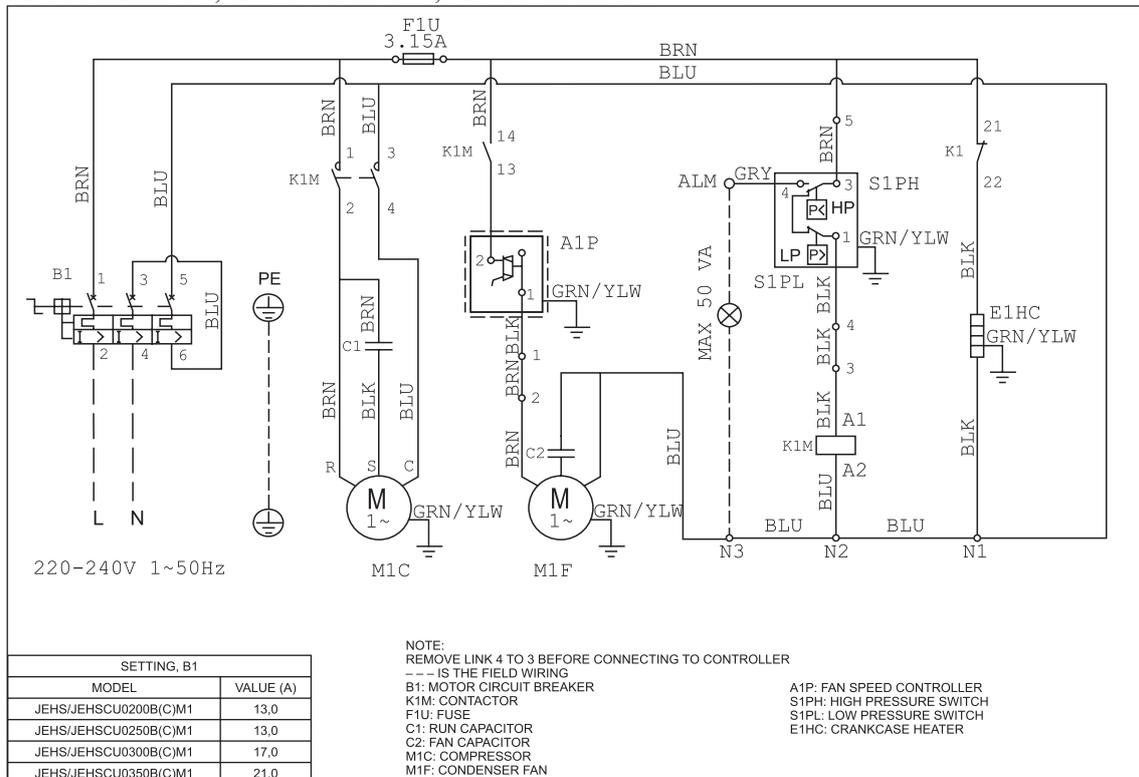 F1U
3.15A
BRN
BLU
BRN
BLU
BRN
14
K1M
13
BRN
5
21
K1
22
BRN
BLU
1
3
K1M
2
4
ALM
GRY
4
3
S1PH
P<
HP
LP
P>
1
GRN/YLW
S1PL
A1P
2
1
GRN/YLW
B1
1
3
5
BLU
2
4
6
PE
BRN
C1
BLK
1
BRN
2
MAX 50 VA
BLK
4
BLK
3
BLK
E1HC
GRN/YLW
BRN
BLK
BLU
BRN
C2
BLU
BLK
K1M
A1
A2
BLU
BLK
R
S
C
M
1~
GRN/YLW
M
1~
GRN/YLW
L
N
BLU
BLU
N3
N2
N1
220-240V 1~50Hz
M1C
M1F
SETTING, B1
MODEL
VALUE (A)
JEHS/JEHSCU0200B(C)M1
13,0
JEHS/JEHSCU0250B(C)M1
13,0
JEHS/JEHSCU0300B(C)M1
17,0
JEHS/JEHSCU0350B(C)M1
21,0
NOTE:
REMOVE LINK 4 TO 3 BEFORE CONNECTING TO CONTROLLER
--- IS THE FIELD WIRING
B1: MOTOR CIRCUIT BREAKER
K1M: CONTACTOR
F1U: FUSE
C1: RUN CAPACITOR
C2: FAN CAPACITOR
M1C: COMPRESSOR
M1F: CONDENSER FAN
A1P: FAN SPEED CONTROLLER
S1PH: HIGH PRESSURE SWITCH
S1PL: LOW PRESSURE SWITCH
E1HC: CRANKCASE HEATER